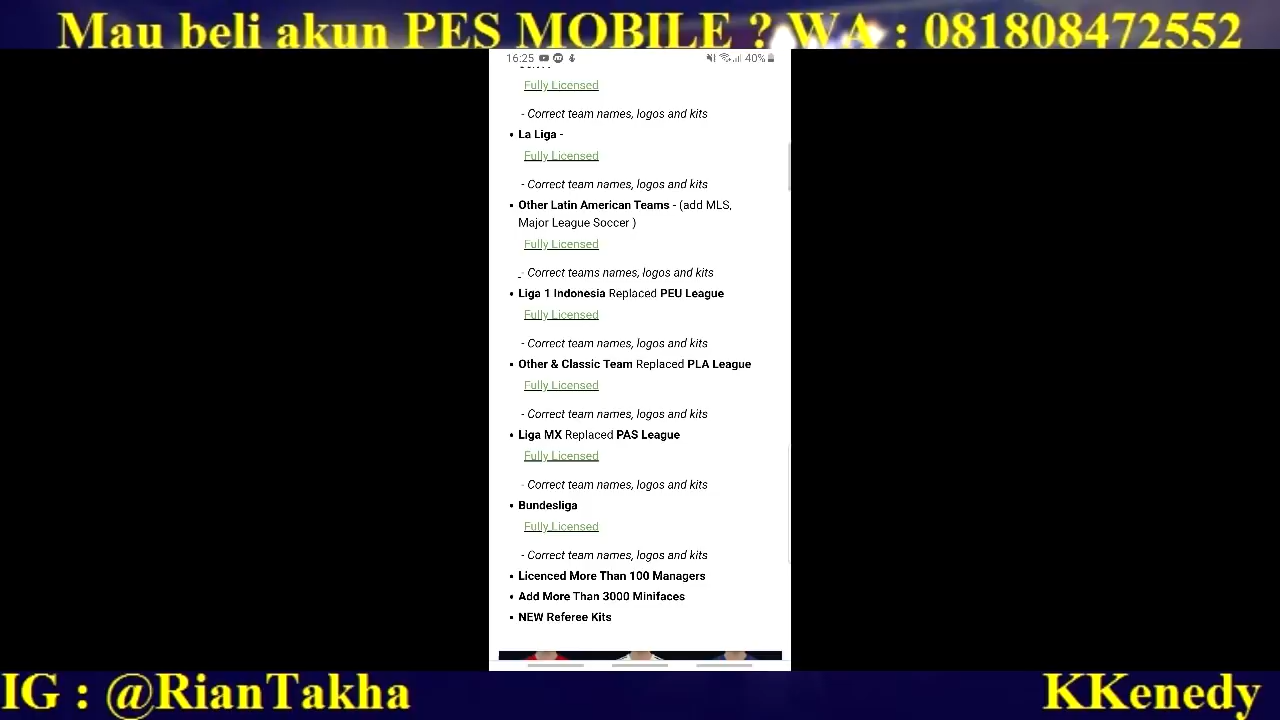 Mau beli akun PES MOBILE ? WA : 081808472552
16:25
40%
Fully Licensed
- Correct team names, logos and kits
• La Liga -
Fully Licensed
- Correct team names, logos and kits
• Other Latin American Teams - (add MLS,
Major League Soccer )
Fully Licensed
- Correct teams names, logos and kits
• Liga 1 Indonesia Replaced PEU League
Fully Licensed
- Correct team names, logos and kits
• Other & Classic Team Replaced PLA League
Fully Licensed
- Correct team names, logos and kits
• Liga MX Replaced PAS League
Fully Licensed
- Correct team names, logos and kits
• Bundesliga
Fully Licensed
- Correct team names, logos and kits
• Licenced More Than 100 Managers
• Add More Than 3000 Minifaces
• NEW Referee Kits
IG : @RianTakha
KKenedy